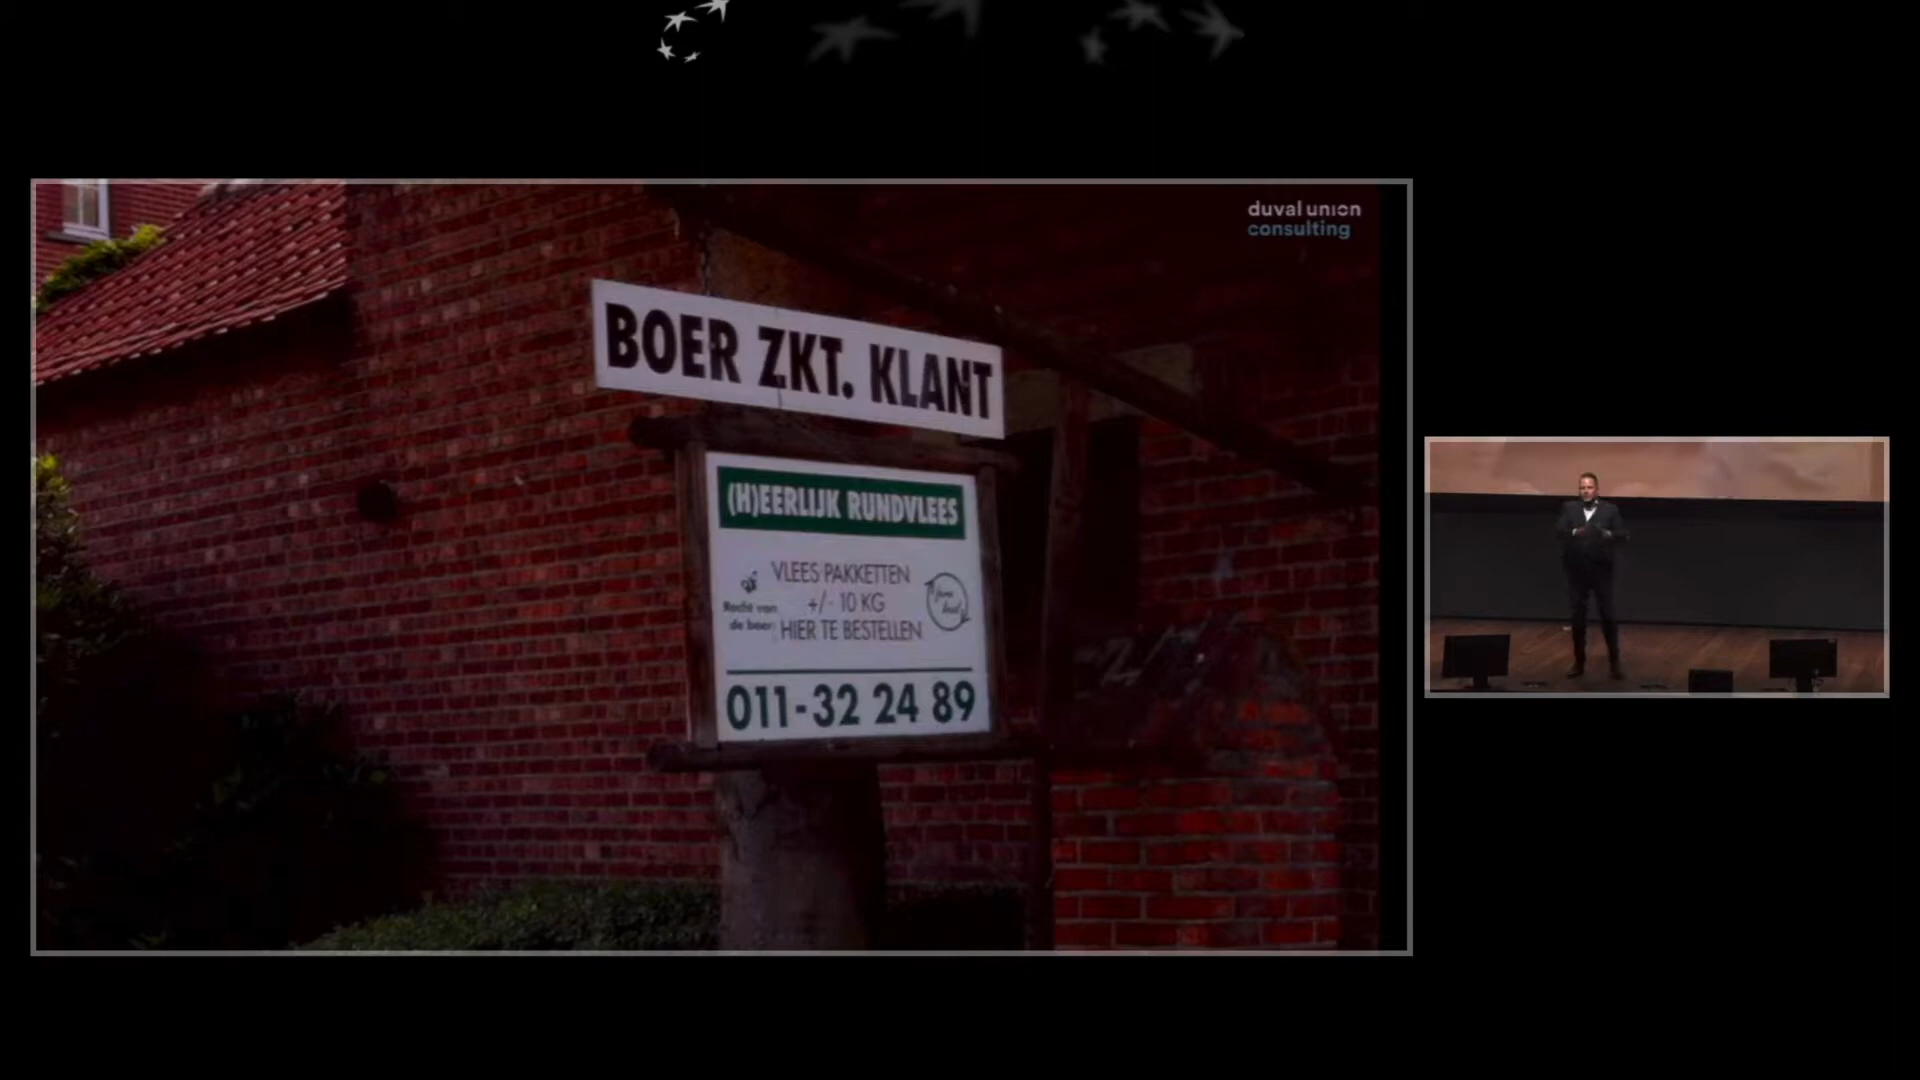 duval union
consulting
BOER ZKT. KLANT
(H)EERLIJK RUNDVLEES
VLEES PAKKETTEN
+/- 10 KG
HIER TE BESTELLEN
Recht van
de boer
011-32 24 89